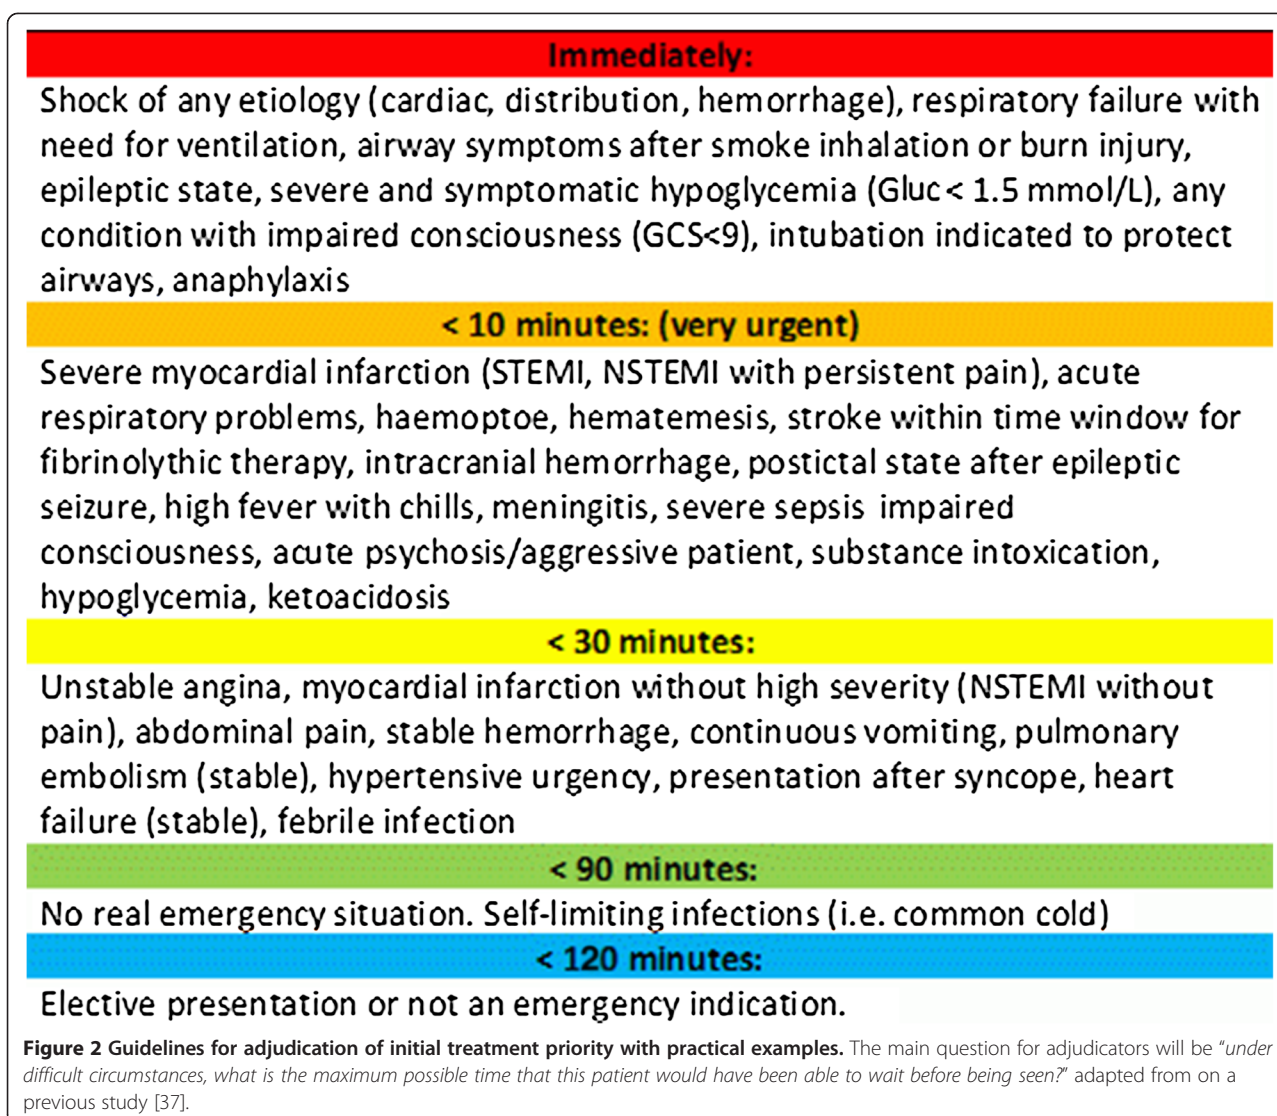 Immediately:
Shock of any etiology (cardiac, distribution, hemorrhage), respiratory failure with
need for ventilation, airway symptoms after smoke inhalation or burn injury,
epileptic state, severe and symptomatic hypoglycemia (Gluc< 1.5 mmol/L), any
condition with impaired consciousness (GCS<9), intubation indicated to protect
airways, anaphylaxis
< 10 minutes: (very urgent)
Severe myocardial infarction (STEMI, NSTEMI with persistent pain), acute
respiratory problems, haemoptoe, hematemesis, stroke within time window for
fibrinolythic therapy, intracranial hemorrhage, postictal state after epileptic
seizure, high fever with chills, meningitis, severe sepsis impaired
consciousness, acute psychosis/aggressive patient, substance intoxication,
hypoglycemia, ketoacidosis
< 30 minutes:
Unstable angina, myocardial infarction without high severity (NSTEMI without
pain), abdominal pain, stable hemorrhage, continuous vomiting, pulmonary
embolism (stable), hypertensive urgency, presentation after syncope, heart
failure (stable), febrile infection
< 90 minutes:
No real emergency situation. Self-limiting infections (i.e. common cold)
< 120 minutes:
Elective presentation or not an emergency indication.
Figure 2 Guidelines for adjudication of initial treatment priority with practical examples. The main question for adjudicators will be “under
difficult circumstances, what is the maximum possible time that this patient would have been able to wait before being seen?” adapted from on a
previous study [37].